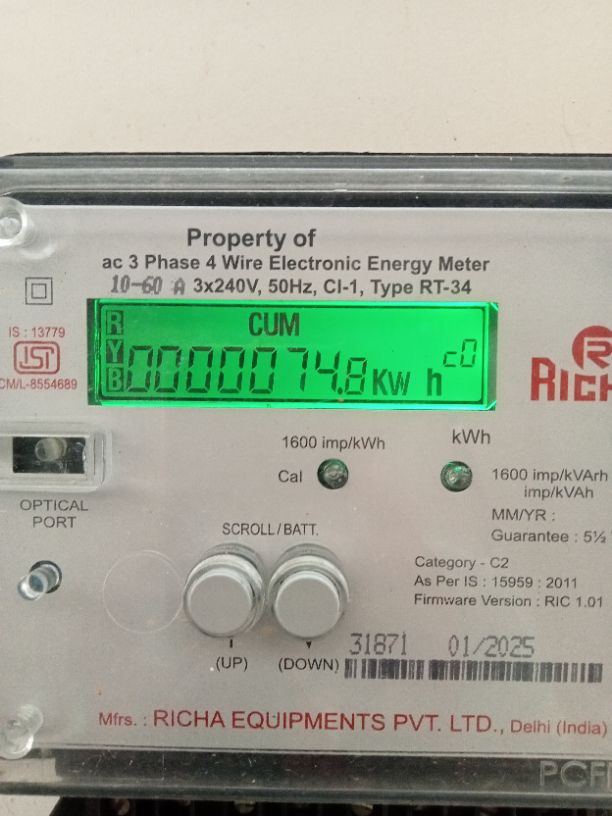 Property of
ac 3 Phase 4 Wire Electronic Energy Meter
10-60 A 3x240V, 50Hz, Cl-1, Type RT-34
IS : 13779
CM/L-8554689
R
Y
B
CUM
0000074.8 Kw h
c0
R
RICH
1600 imp/kWh
Cal
kWh
1600 imp/kVArh
imp/kVAh
OPTICAL
PORT
MM/YR :
Guarantee : 5½
SCROLL/BATT.
Category - C2
As Per IS : 15959 : 2011
Firmware Version : RIC 1.01
(UP)
(DOWN)
31871 01/2025
Mfrs. : RICHA EQUIPMENTS PVT. LTD., Delhi (India)